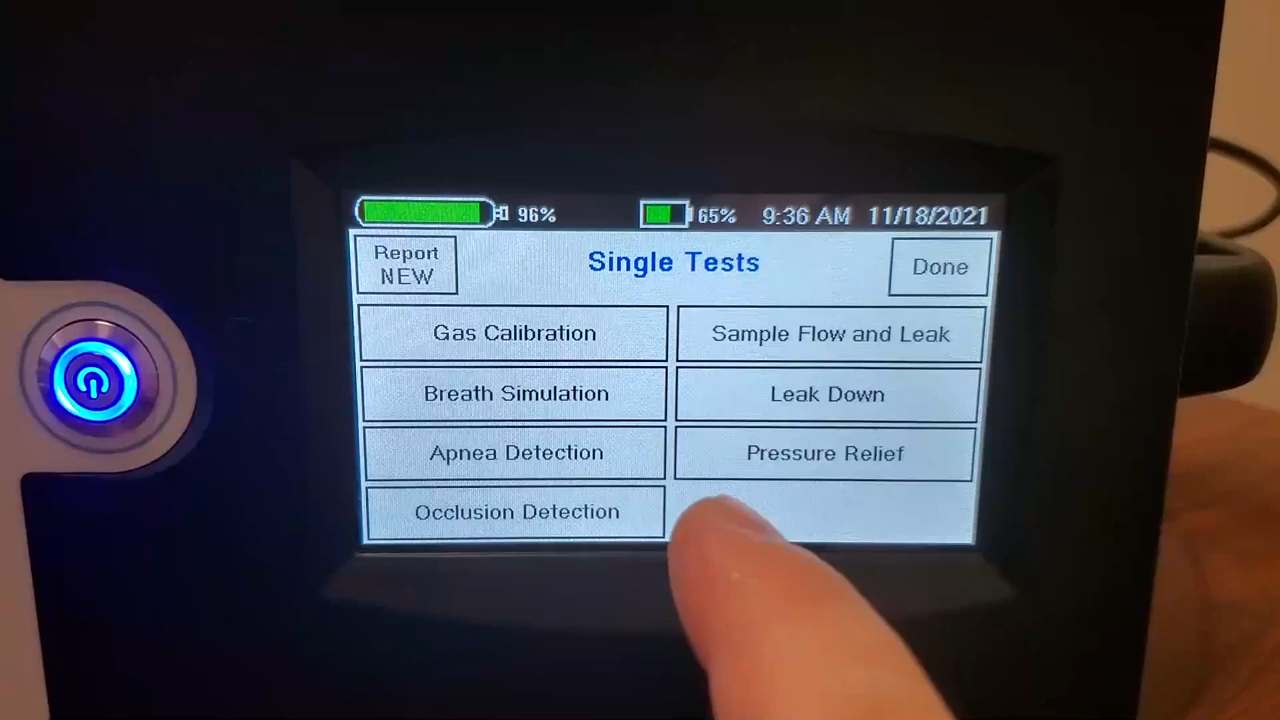 96%
65%
9:36 AM
11/18/2021
Report
NEW
Single Tests
Done
Gas Calibration
Sample Flow and Leak
Breath Simulation
Leak Down
Apnea Detection
Pressure Relief
Occlusion Detection